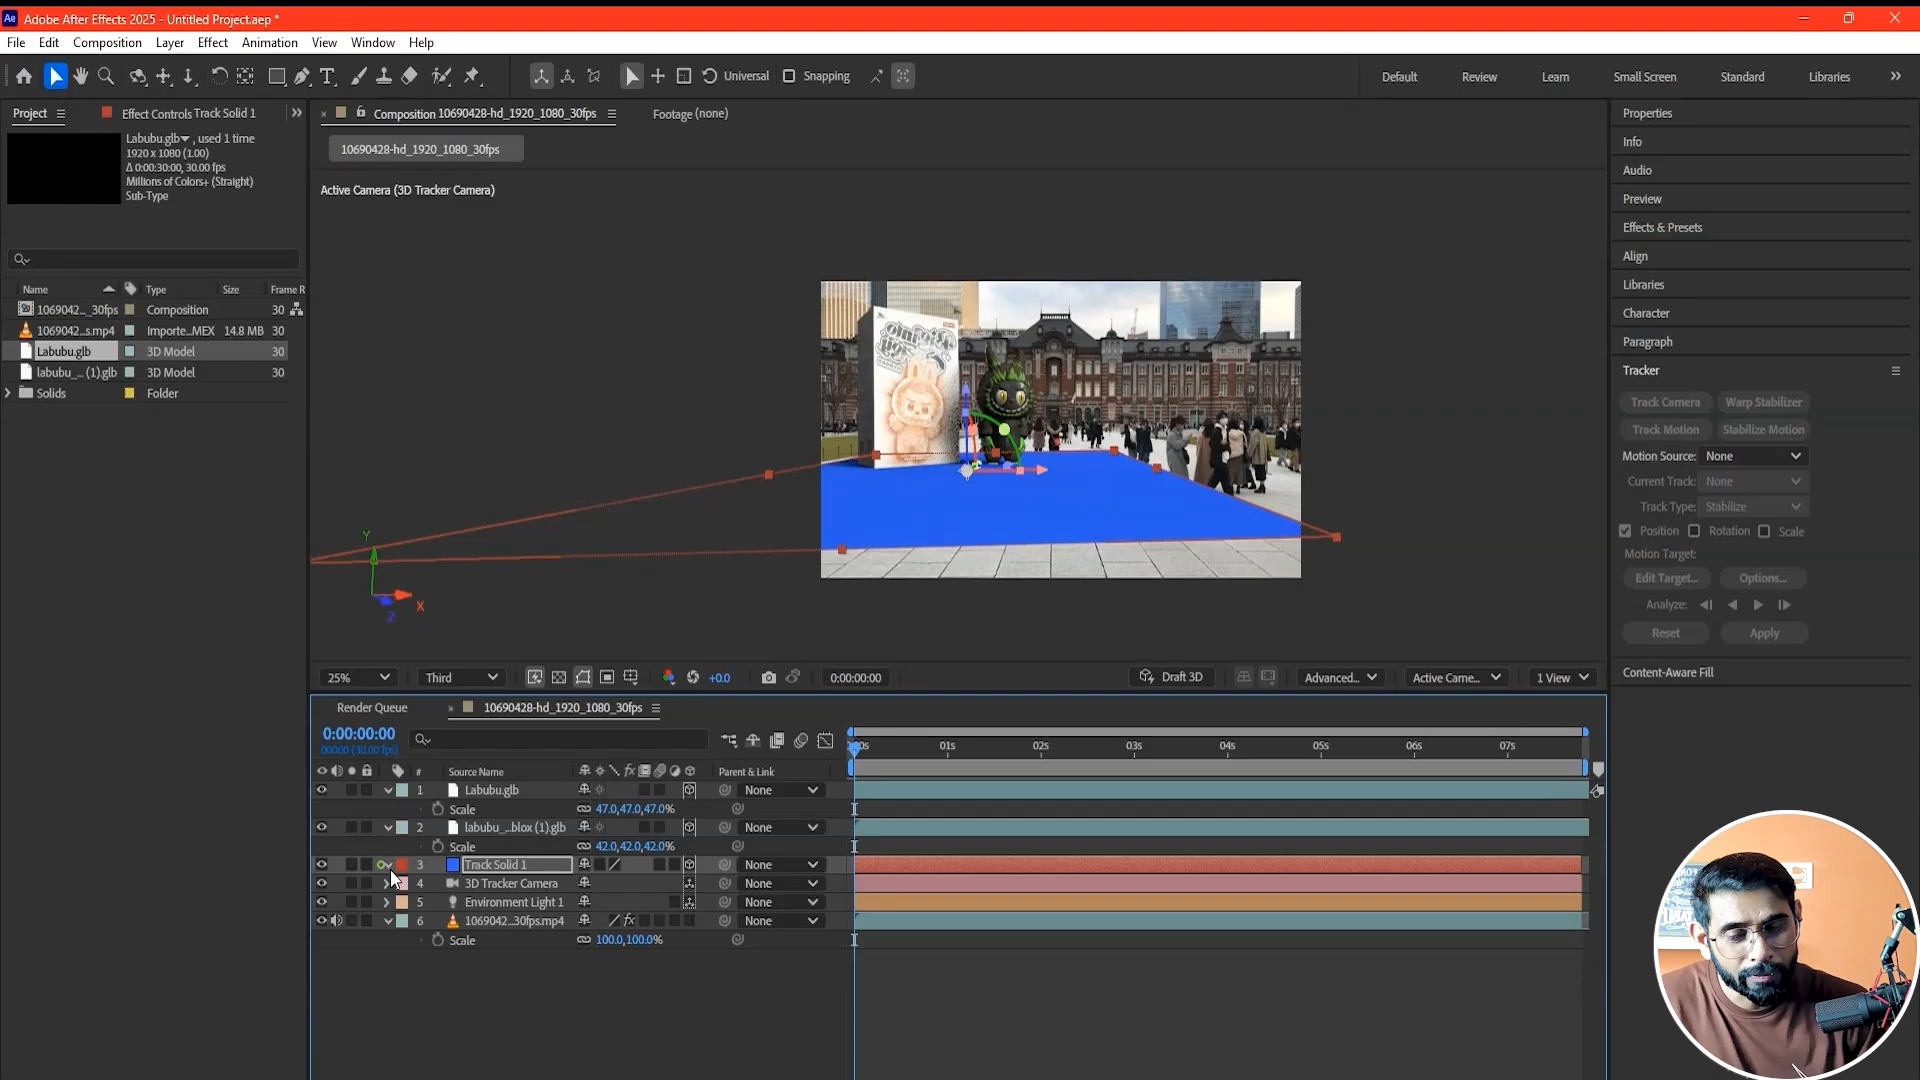 Ae Adobe After Effects 2025 - Untitled Project.aep *
File Edit Composition Layer Effect Animation View Window Help
Universal Snapping Default Review Learn Small Screen Standard Libraries
Project Effect Controls Track Solid 1
Composition 10690428-hd_1920_1080_30fps Footage (none)
Labubu.glb , used 1 time
1920 x 1080 (1.00)
Δ 0:00:30:00, 30.00 fps
Millions of Colors+ (Straight)
Sub-Type
10690428-hd_1920_1080_30fps
Active Camera (3D Tracker Camera)
Name Type Size Frame R
1069042..._30fps Composition 30
1069042...s.mp4 Importe...MEX 14.8 MB 30
Labubu.glb 3D Model 30
labubu_... (1).glb 3D Model 30
Solids Folder
Y
X
Z
Properties
Info
Audio
Preview
Effects & Presets
Align
Libraries
Character
Paragraph
Tracker
Track Camera Warp Stabilizer
Track Motion Stabilize Motion
Motion Source: None
Current Track: None
Track Type: Stabilize
Position Rotation Scale
Motion Target:
Edit Target... Options...
Analyze:
Reset Apply
Content-Aware Fill
25% Third +0.0 0:00:00:00 Draft 3D Advanced... Active Came... 1 View
Render Queue 10690428-hd_1920_1080_30fps
0:00:00:00
00000 (30.00 fps)
00s 01s 02s 03s 04s 05s 06s 07s
# Source Name fx Parent & Link
1 Labubu.glb None
Scale 47.0,47.0,47.0%
2 labubu_...blox (1).glb None
Scale 42.0,42.0,42.0%
3 Track Solid 1 None
4 3D Tracker Camera None
5 Environment Light 1 None
6 1069042...30fps.mp4 fx None
Scale 100.0,100.0%